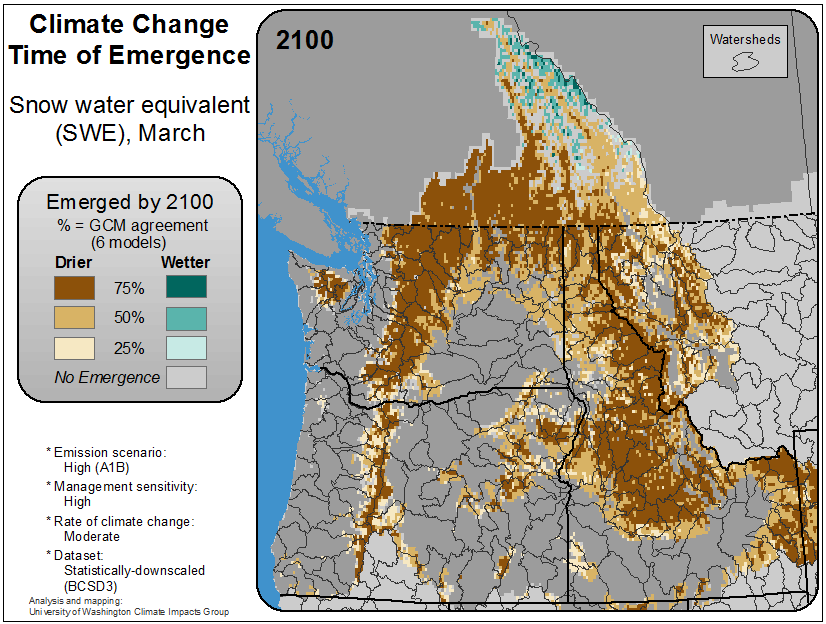 Climate Change
Time of Emergence
Snow water equivalent
(SWE), March
Emerged by 2100
% = GCM agreement
(6 models)
Drier Wetter
75%
50%
25%
No Emergence
* Emission scenario:
High (A1B)
* Management sensitivity:
High
* Rate of climate change:
Moderate
* Dataset:
Statistically-downscaled
(BCSD3)
Analysis and mapping:
University of Washington Climate Impacts Group
2100
Watersheds